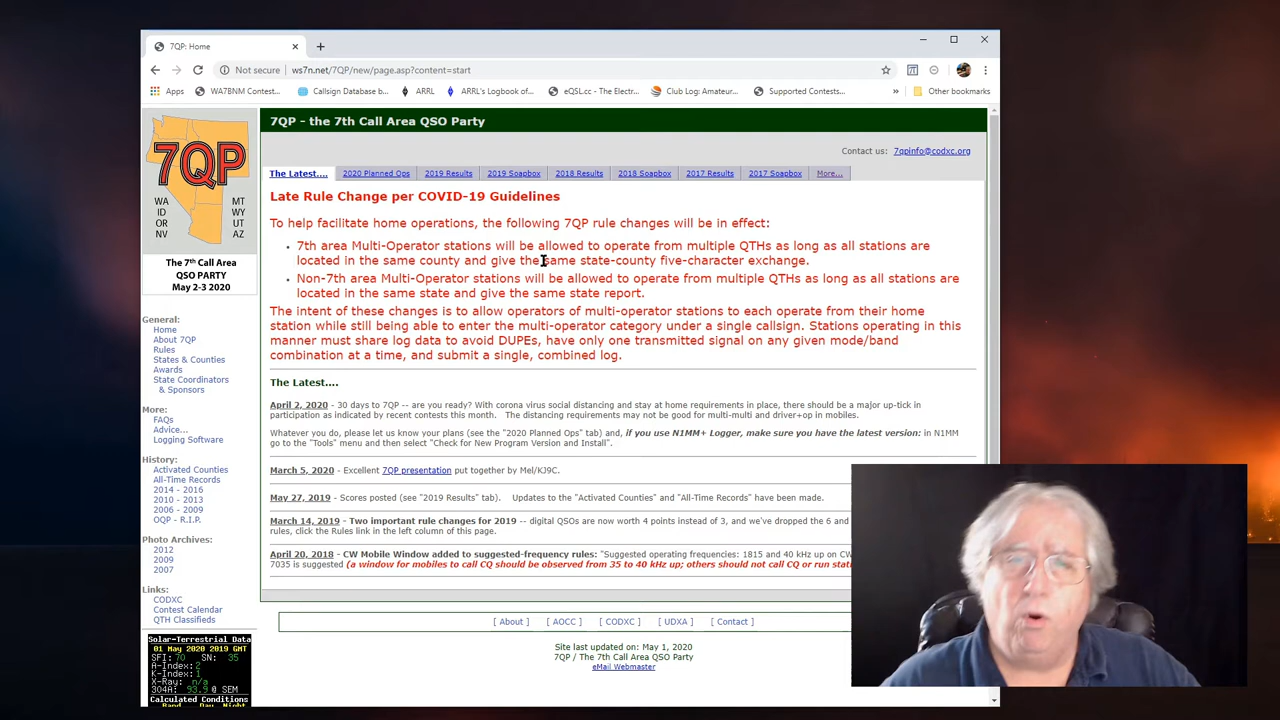 7QP: Home
Not secure ws7n.net/7QP/new/page.asp?content=start
Apps WA7BNM Contest... Callsign Database b... ARRL ARRL's Logbook of... eQSL.cc -- The Electr... Club Log: Amateur... Supported Contests... » Other bookmarks
7QP
WA MT
ID WY
OR UT
NV AZ
The 7th Call Area
QSO PARTY
May 2-3 2020
7QP - the 7th Call Area QSO Party
Contact us: 7qpinfo@codxc.org
The Latest.... 2020 Planned Ops 2019 Results 2019 Soapbox 2018 Results 2018 Soapbox 2017 Results 2017 Soapbox More...
Late Rule Change per COVID-19 Guidelines
To help facilitate home operations, the following 7QP rule changes will be in effect:
• 7th area Multi-Operator stations will be allowed to operate from multiple QTHs as long as all stations are
located in the same county and give the same state-county five-character exchange.
• Non-7th area Multi-Operator stations will be allowed to operate from multiple QTHs as long as all stations are
located in the same state and give the same state report.
The intent of these changes is to allow operators of multi-operator stations to each operate from their home
station while still being able to enter the multi-operator category under a single callsign. Stations operating in this
manner must share log data to avoid DUPEs, have only one transmitted signal on any given mode/band
combination at a time, and submit a single, combined log.
The Latest....
April 2, 2020 - 30 days to 7QP -- are you ready? With corona virus social distancing and stay at home requirements in place, there should be a major up-tick in
participation as indicated by recent contests this month. The distancing requirements may not be good for multi-multi and driver+op in mobiles.
Whatever you do, please let us know your plans (see the "2020 Planned Ops" tab) and, if you use N1MM+ Logger, make sure you have the latest version: in N1MM
go to the "Tools" menu and then select "Check for New Program Version and Install".
March 5, 2020 - Excellent 7QP presentation put together by Mel/KJ9C.
May 27, 2019 - Scores posted (see "2019 Results" tab). Updates to the "Activated Counties" and "All-Time Records" have been made.
March 14, 2019 - Two important rule changes for 2019 -- digital QSOs are now worth 4 points instead of 3, and we've dropped the 6 and
rules, click the Rules link in the left column of this page.
April 20, 2018 - CW Mobile Window added to suggested-frequency rules: "Suggested operating frequencies: 1815 and 40 kHz up on CW
7035 is suggested (a window for mobiles to call CQ should be observed from 35 to 40 kHz up; others should not call CQ or run
[ About ] [ AOCC ] [ CODXC ] [ UDXA ] [ Contact ]
Site last updated on: May 1, 2020
7QP / The 7th Call Area QSO Party
eMail Webmaster
General:
Home
About 7QP
Rules
States & Counties
Awards
State Coordinators
& Sponsors
More:
FAQs
Advice...
Logging Software
History:
Activated Counties
All-Time Records
2014 - 2016
2010 - 2013
2006 - 2009
OQP - R.I.P.
Photo Archives:
2012
2009
2007
Links:
CODXC
Contest Calendar
QTH Classifieds
Solar-Terrestrial Data
01 May 2020 2019 GMT
SFI: 70 SN: 35
A-Index: 2
K-Index: 1
X-Ray: n/a
304A: 93.9 @ SEM
Calculated Conditions
Band Day Night